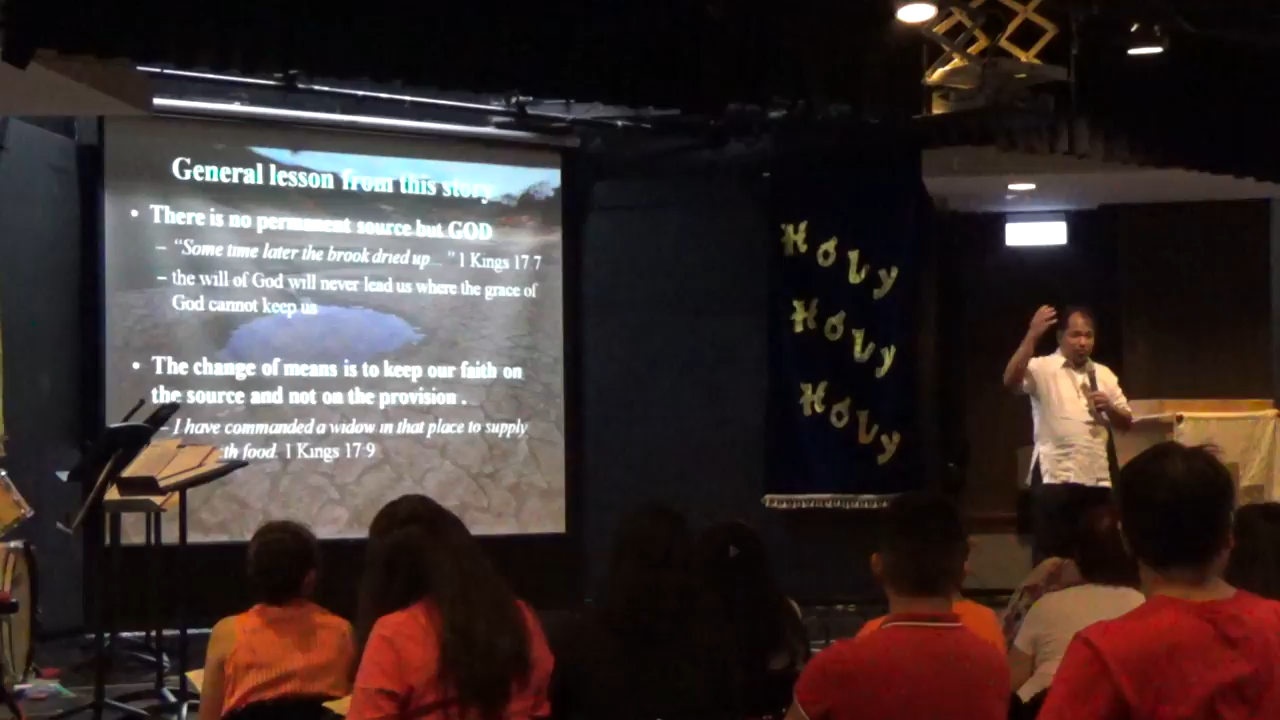 General lesson from this story
• There is no permanent source but GOD
– “Some time later the brook dried up... ” 1 Kings 17:7
– the will of God will never lead us where the grace of
God cannot keep us
• The change of means is to keep our faith on
the source and not on the provision .
– I have commanded a widow in that place to supply
th food. 1 Kings 17:9
Holy
Holy
Holy